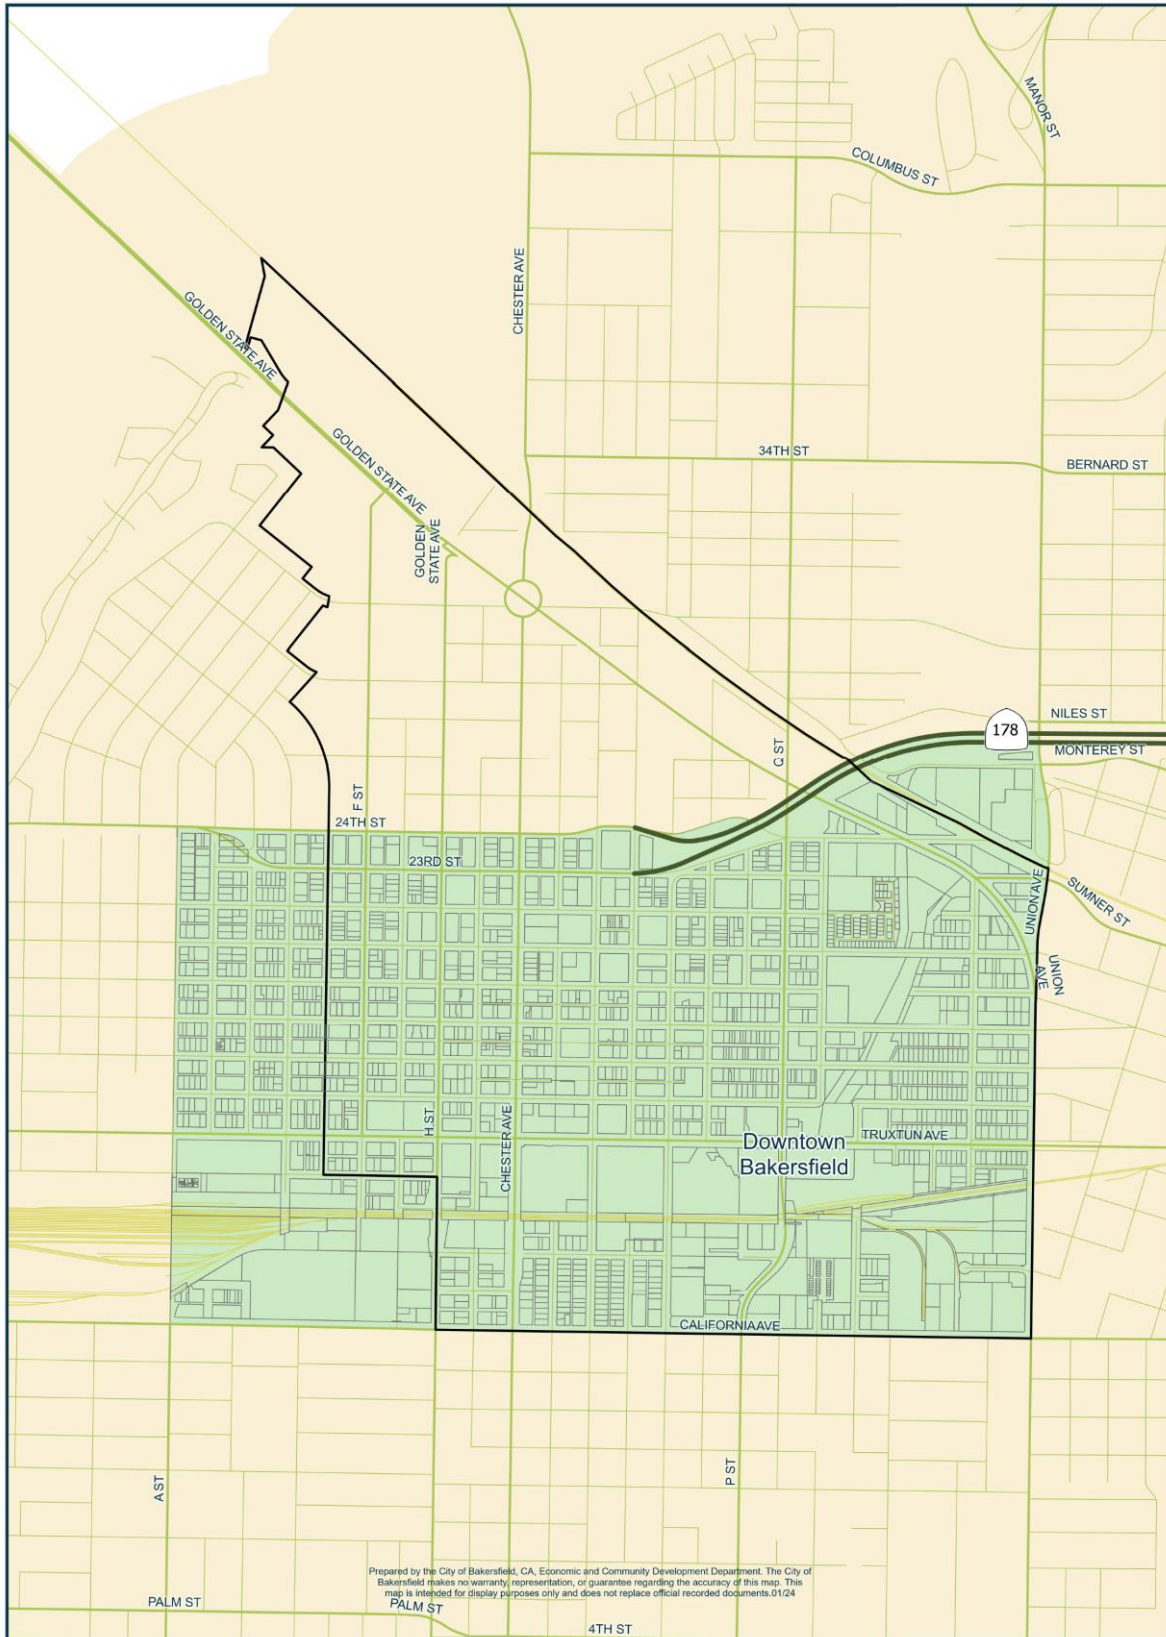 MANOR ST
COLUMBUS ST
CHESTER AVE
GOLDEN STATE AVE
GOLDEN STATE AVE
34TH ST
BERNARD ST
GOLDEN
STATE AVE
NILES ST
178
MONTEREY ST
Q ST
F ST
24TH ST
23RD ST
UNION AVE
SUMNER ST
UNION
AVE
H ST
CHESTER AVE
TRUXTUN AVE
Downtown
Bakersfield
CALIFORNIA AVE
A ST
P ST
Prepared by the City of Bakersfield, CA, Economic and Community Development Department. The City of
Bakersfield makes no warranty, representation, or guarantee regarding the accuracy of this map. This
map is intended for display purposes only and does not replace official recorded documents.01/24
PALM ST
PALM ST
4TH ST